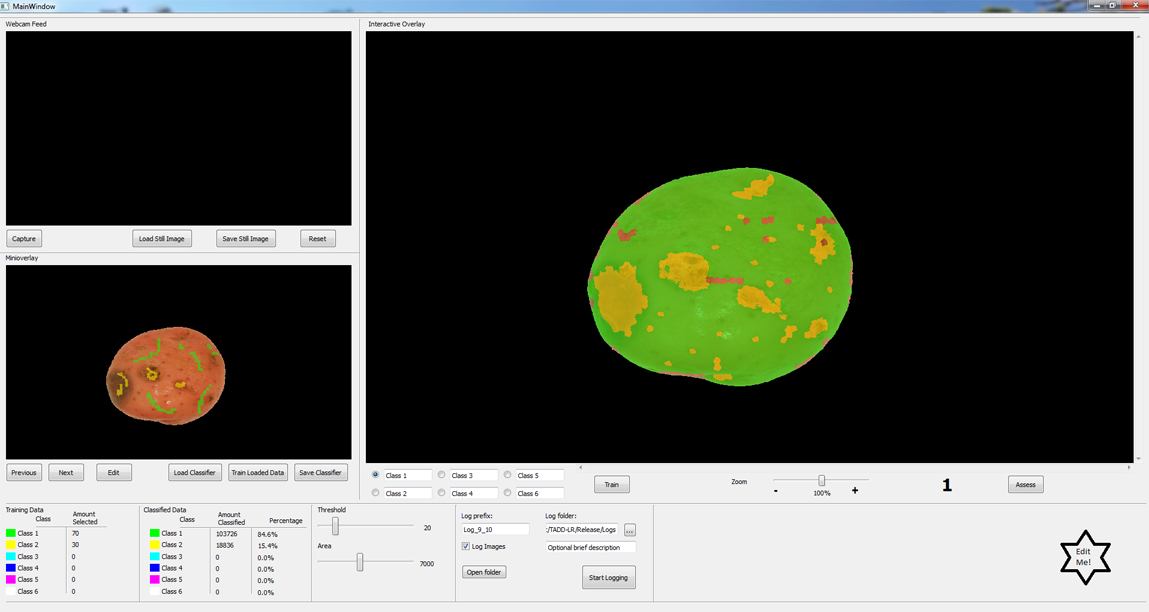 MainWindow
Webcam Feed
Interactive Overlay
Capture Load Still Image Save Still Image Reset
Minioverlay
Previous Next Edit Load Classifier Train Loaded Data Save Classifier
Class 1 Class 3 Class 5
Class 2 Class 4 Class 6
Train
Zoom
- 100% +
1
Assess
Training Data
Class Amount Selected
Class 1 70
Class 2 30
Class 3 0
Class 4 0
Class 5 0
Class 6 0
Classified Data
Class Amount Classified Percentage
Class 1 103726 84.6%
Class 2 18836 15.4%
Class 3 0 0.0%
Class 4 0 0.0%
Class 5 0 0.0%
Class 6 0 0.0%
Threshold
20
Area
7000
Log prefix: Log folder:
Log_9_10 :/TADD-LR/Release/Logs ...
Log Images Optional brief description
Open folder Start Logging
Edit
Me!